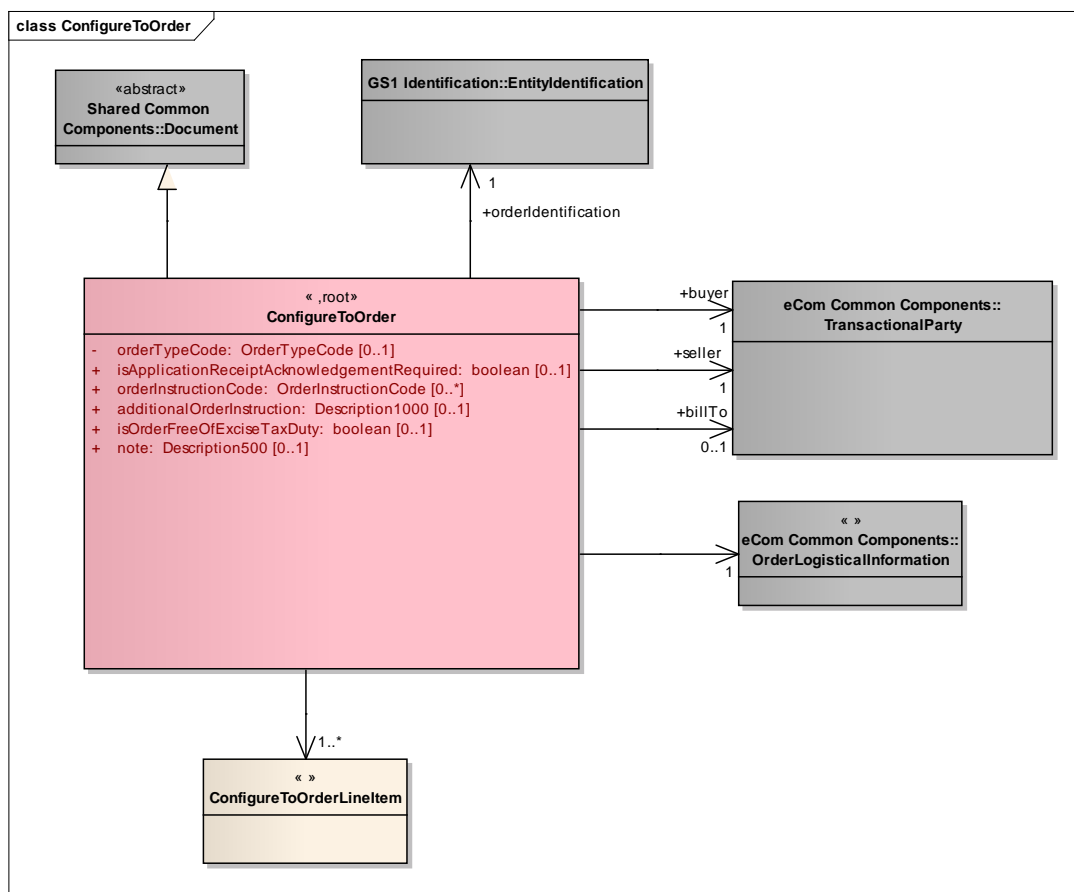 class ConfigureToOrder
«abstract»
Shared Common
Components::Document
GS1 Identification::EntityIdentification
1
+orderIdentification
« ,root»
ConfigureToOrder
- orderTypeCode: OrderTypeCode [0..1]
+ isApplicationReceiptAcknowledgementRequired: boolean [0..1]
+ orderInstructionCode: OrderInstructionCode [0..*]
+ additionalOrderInstruction: Description1000 [0..1]
+ isOrderFreeOfExciseTaxDuty: boolean [0..1]
+ note: Description500 [0..1]
+buyer
1
+seller
1
+billTo
0..1
eCom Common Components::
TransactionalParty
« »
eCom Common Components::
OrderLogisticalInformation
1
1..*
« »
ConfigureToOrderLineItem